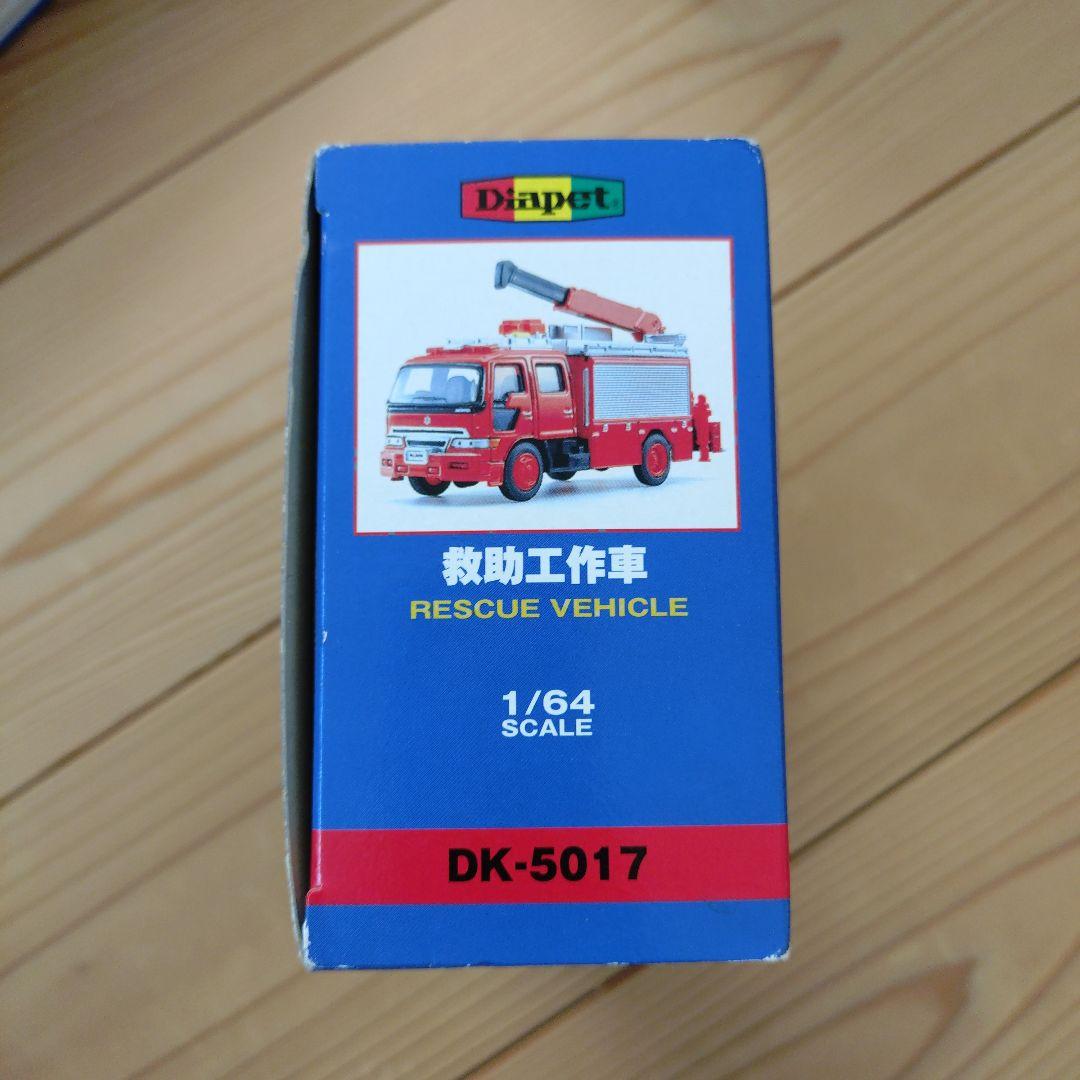 Diapet
救助工作車
RESCUE VEHICLE
1/64
SCALE
DK-5017